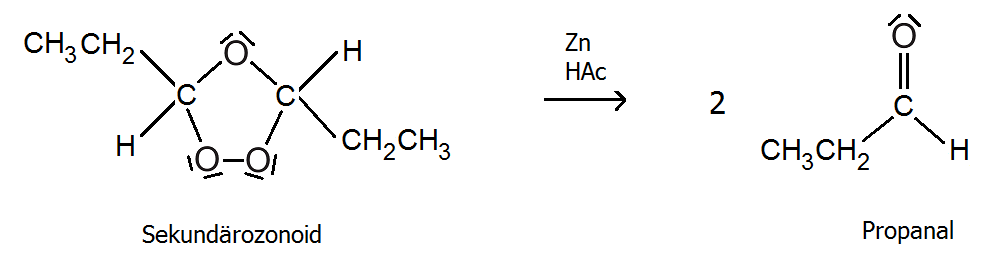 CH3CH2 O H Zn O
HAc
C C 2 C
H O O CH2CH3 CH3CH2 H
Sekundärozonoid Propanal